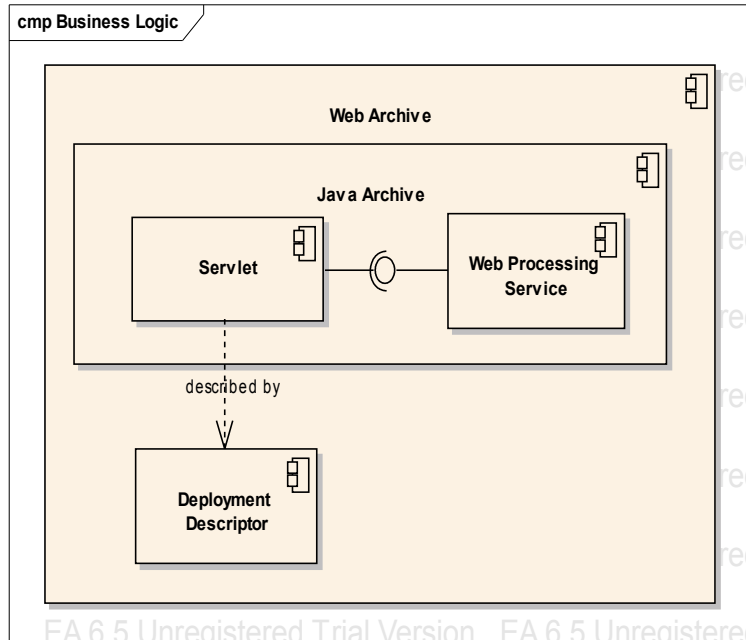 cmp Business Logic
Web Archive
Java Archive
Servlet
Web Processing
Service
described by
Deployment
Descriptor
EA 6.5 Unregistered Trial Version EA 6.5 Unregistered